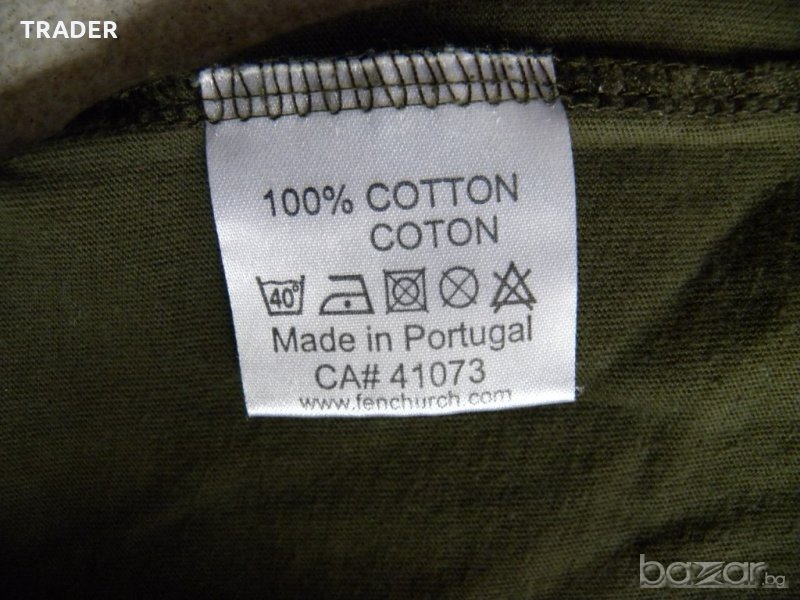 TRADER
100% COTTON
COTON
40°
Made in Portugal
CA# 41073
www.fenchurch.com
bazar.bg